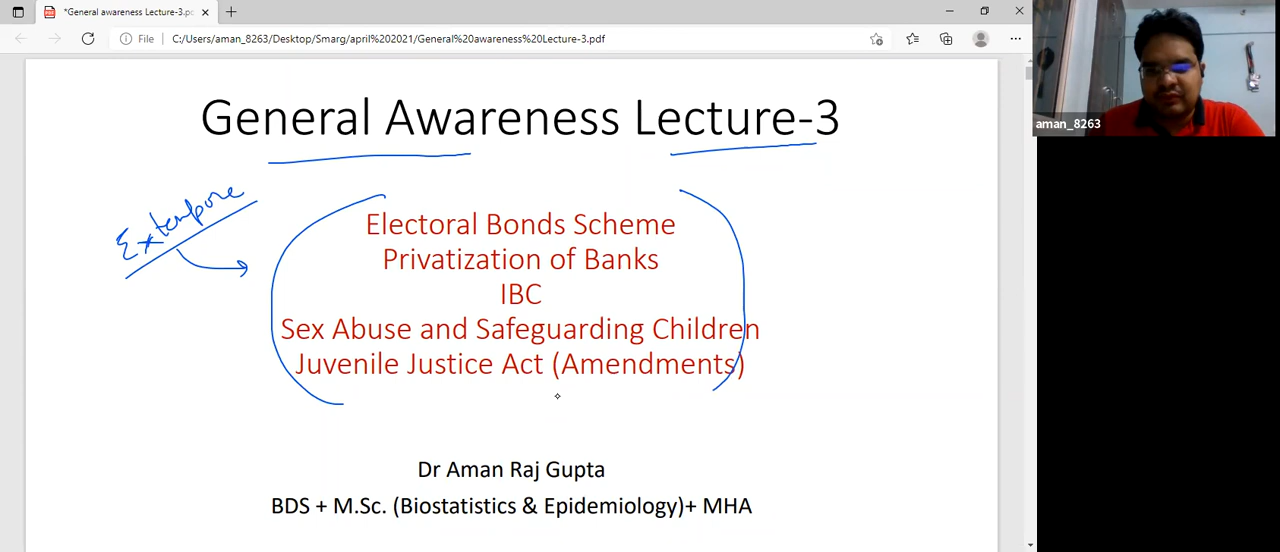 *General awareness Lecture-3.pd
File
C:/Users/aman_8263/Desktop/Smarg/april%202021/General%20awareness%20Lecture-3.pdf
aman_8263
General Awareness Lecture-3
Extempore
Electoral Bonds Scheme
Privatization of Banks
IBC
Sex Abuse and Safeguarding Children
Juvenile Justice Act (Amendments)
Dr Aman Raj Gupta
BDS + M.Sc. (Biostatistics & Epidemiology)+ MHA